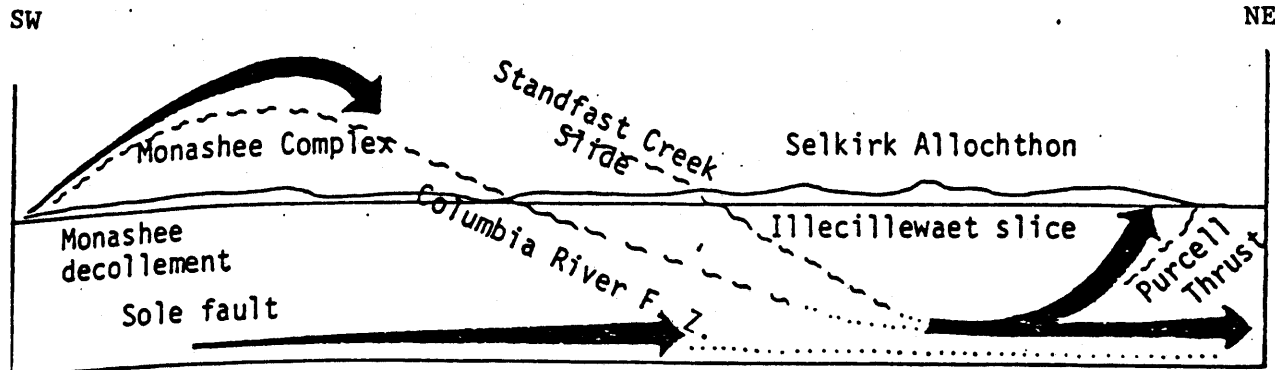 SW
NE
Standfast Creek
slide
Monashee Complex
Selkirk Allochthon
Columbia River F. Z.
Illecillewaet slice
Monashee
decollement
Purcell
Thrust
Sole fault